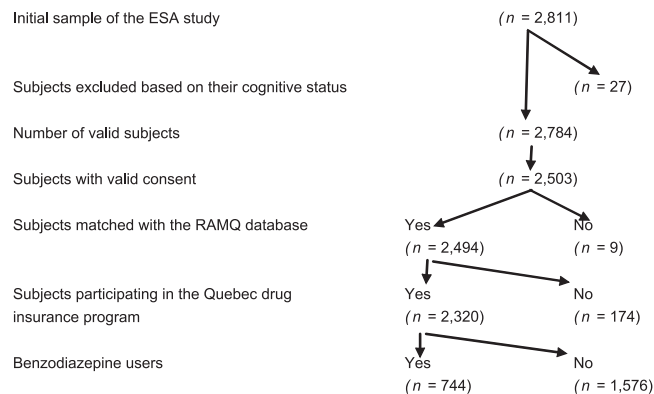 Initial sample of the ESA study (n = 2,811)
Subjects excluded based on their cognitive status (n = 27)
Number of valid subjects (n = 2,784)
Subjects with valid consent (n = 2,503)
Subjects matched with the RAMQ database Yes No
(n = 2,494) (n = 9)
Subjects participating in the Quebec drug Yes No
insurance program (n = 2,320) (n = 174)
Benzodiazepine users Yes No
(n = 744) (n = 1,576)